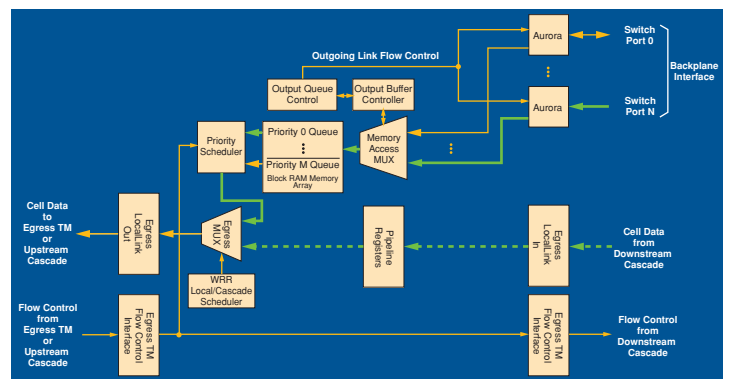 Outgoing Link Flow Control
Aurora
Switch
Port 0
Backplane
Interface
Output Queue
Control
Output Buffer
Controller
Aurora
Switch
Port N
Priority
Scheduler
Priority 0 Queue
Priority M Queue
Block RAM Memory
Array
Memory
Access
MUX
Cell Data
to
Egress TM
or
Upstream
Cascade
Egress
LocalLink
Out
Egress
MUX
Pipeline
Registers
Egress
LocalLink
In
Cell Data
from
Downstream
Cascade
WRR
Local/Cascade
Scheduler
Flow Control
from
Egress TM
or
Upstream
Cascade
Egress TM
Flow Control
Interface
Egress TM
Flow Control
Interface
Flow Control
from
Downstream
Cascade